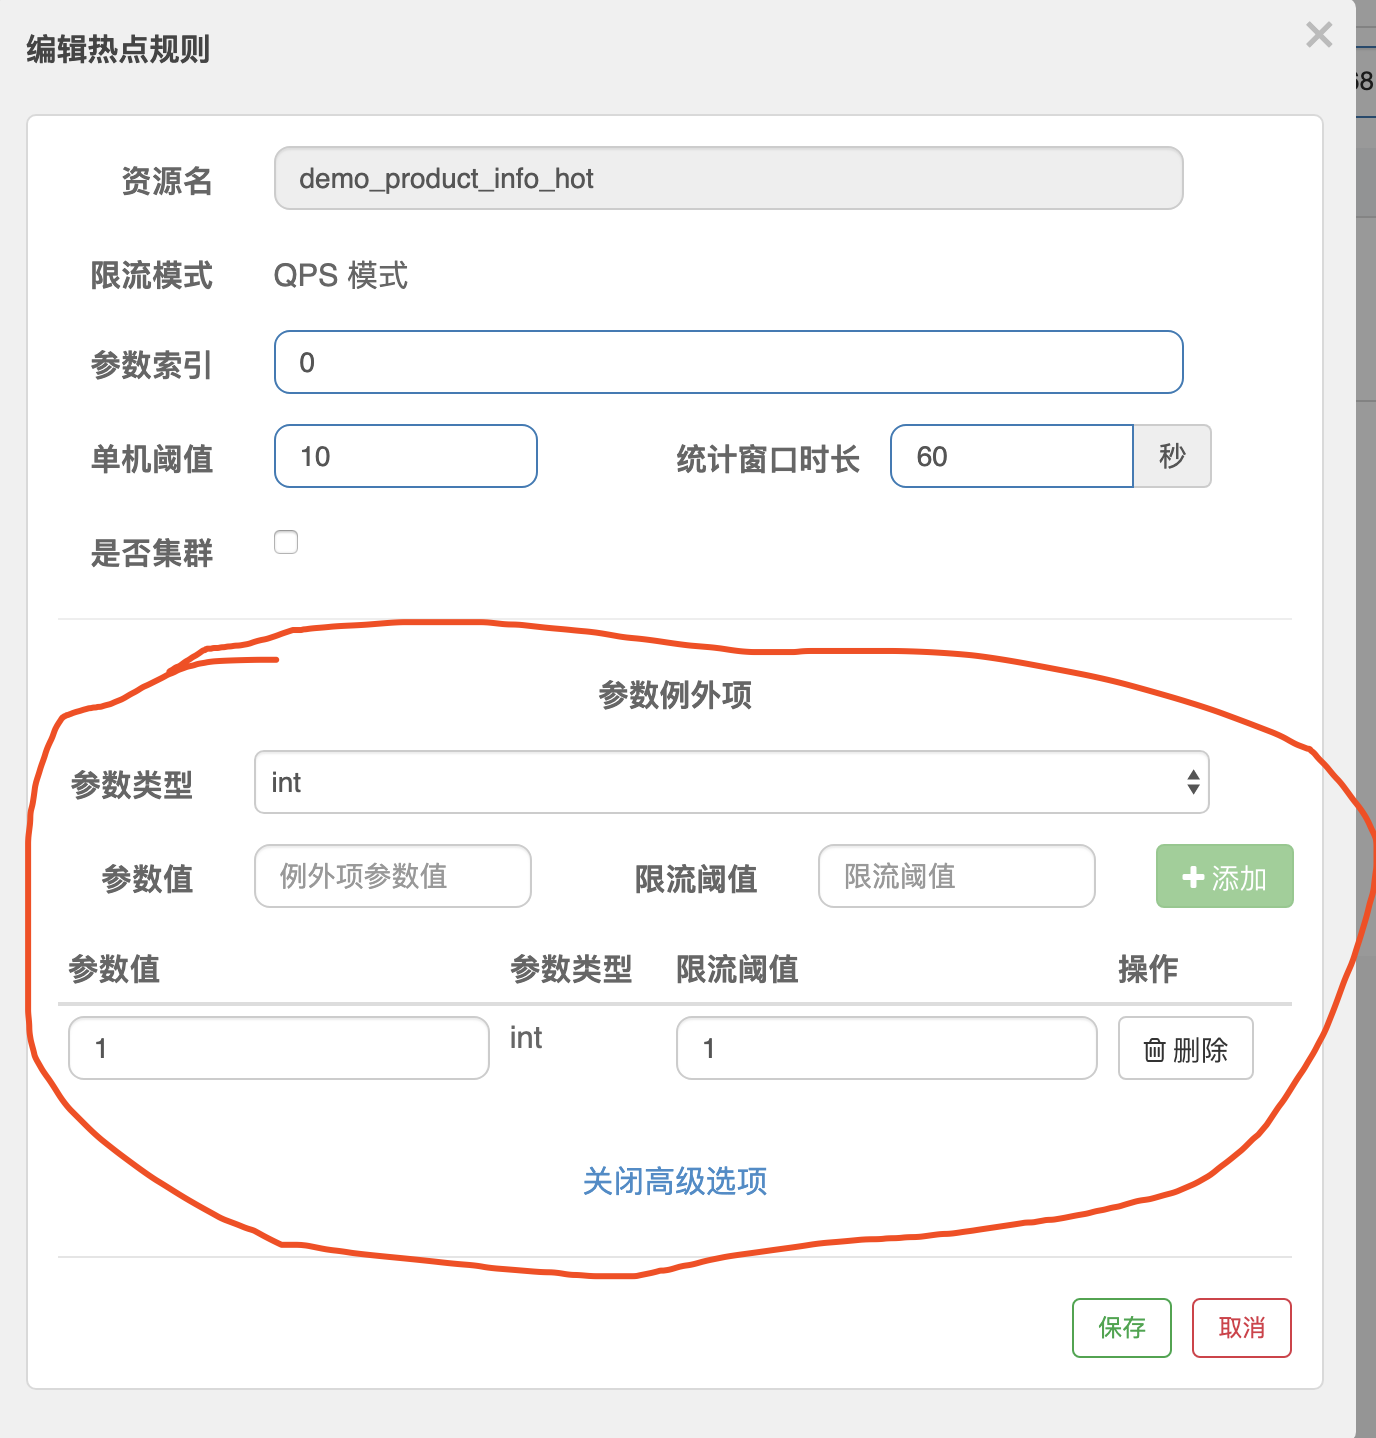 编辑热点规则
68
资源名 demo_product_info_hot
限流模式 QPS 模式
参数索引 0
单机阈值 10 统计窗口时长 60 秒
是否集群
参数例外项
参数类型 int
参数值 例外项参数值 限流阈值 限流阈值 添加
参数值 参数类型 限流阈值 操作
1 int 1 删除
关闭高级选项
保存 取消